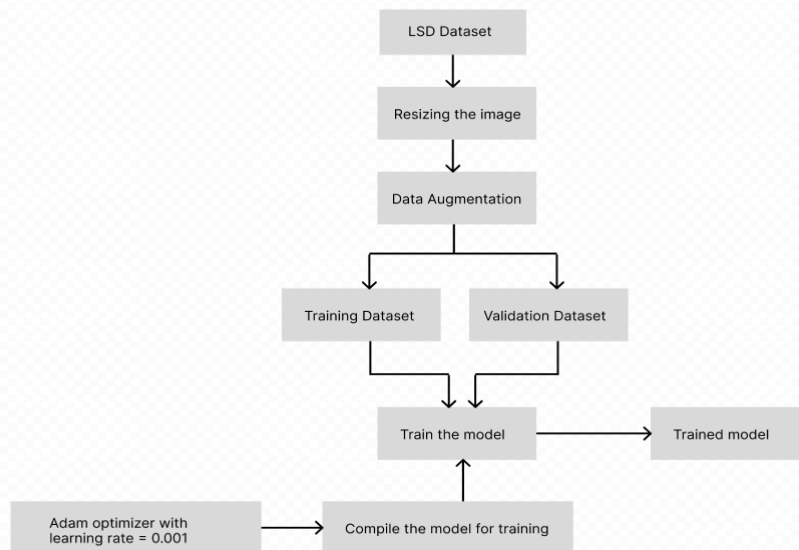 LSD Dataset
Resizing the image
Data Augmentation
Training Dataset
Validation Dataset
Train the model
Trained model
Adam optimizer with
learning rate = 0.001
Compile the model for training